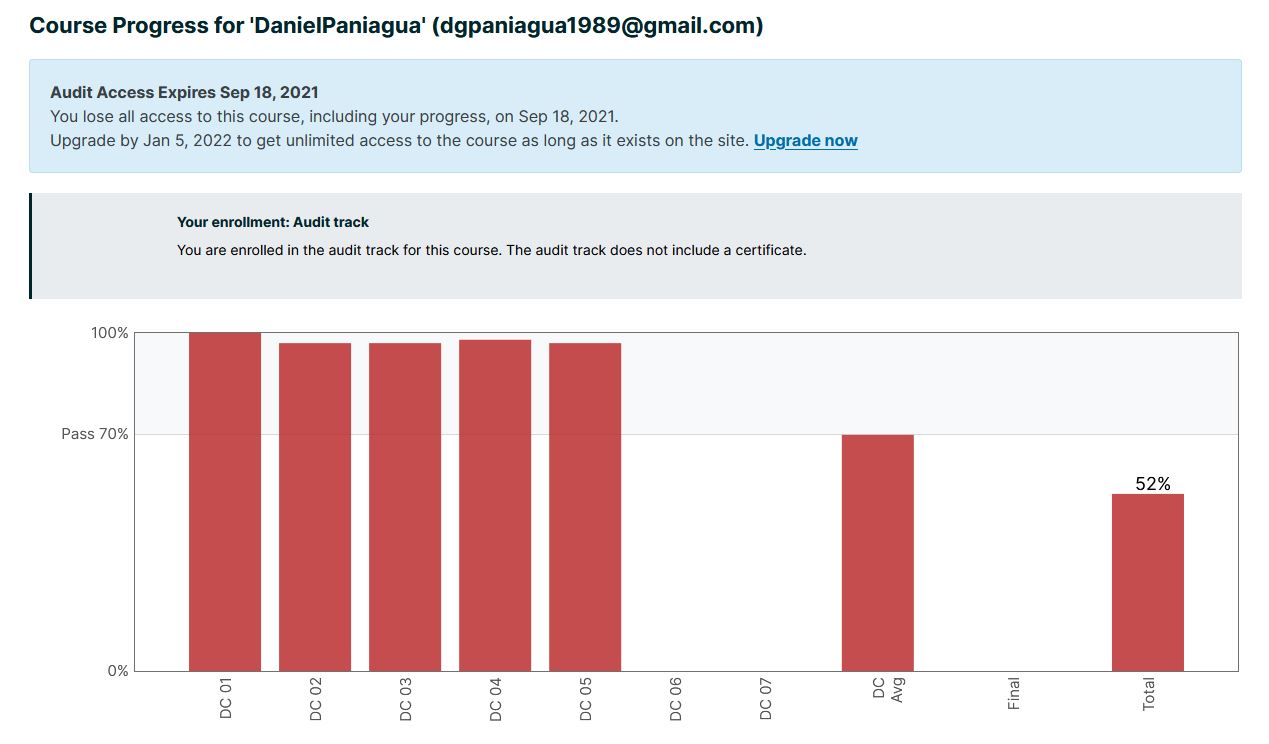 Course Progress for 'DanielPaniagua' (dgpaniagua1989@gmail.com)
Audit Access Expires Sep 18, 2021
You lose all access to this course, including your progress, on Sep 18, 2021.
Upgrade by Jan 5, 2022 to get unlimited access to the course as long as it exists on the site. Upgrade now
Your enrollment: Audit track
You are enrolled in the audit track for this course. The audit track does not include a certificate.
100%
Pass 70%
52%
0%
DC 01
DC 02
DC 03
DC 04
DC 05
DC 06
DC 07
DC
Avg
Final
Total